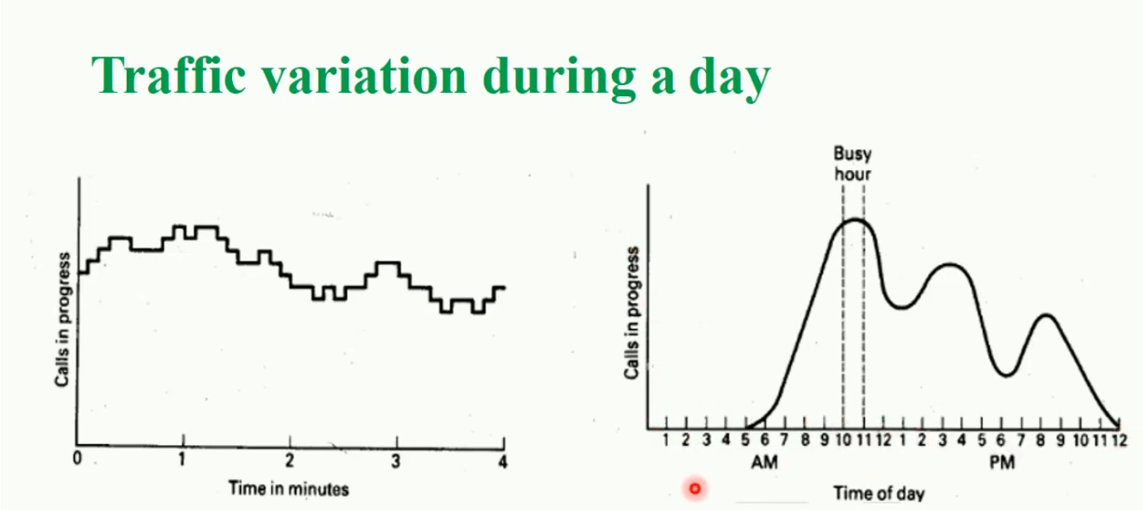 Traffic variation during a day
Calls in progress
0 1 2 3 4
Time in minutes
Busy
hour
Calls in progress
1 2 3 4 5 6 7 8 9 10 11 12 1 2 3 4 5 6 7 8 9 10 11 12
AM PM
Time of day